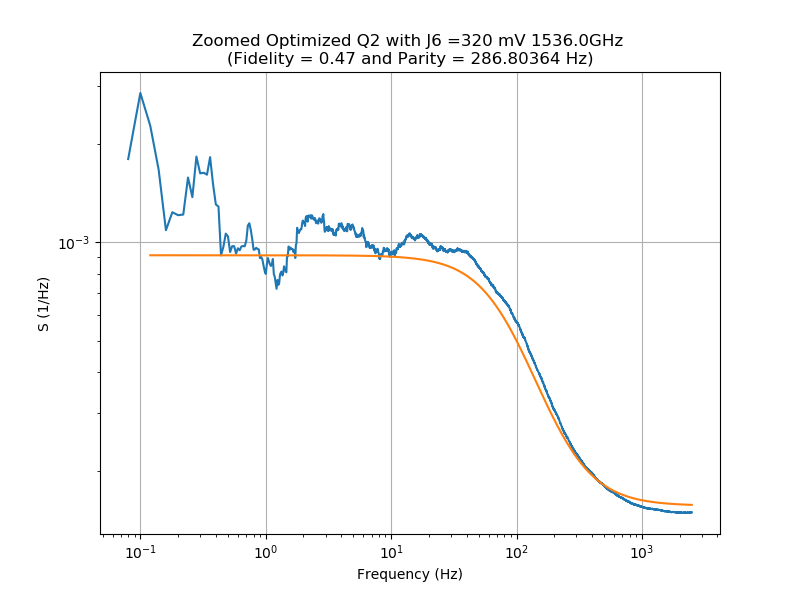 Zoomed Optimized Q2 with J6 =320 mV 1536.0GHz
(Fidelity = 0.47 and Parity = 286.80364 Hz)
S (1/Hz)
10⁻³
10⁻¹ 10⁰ 10¹ 10² 10³
Frequency (Hz)